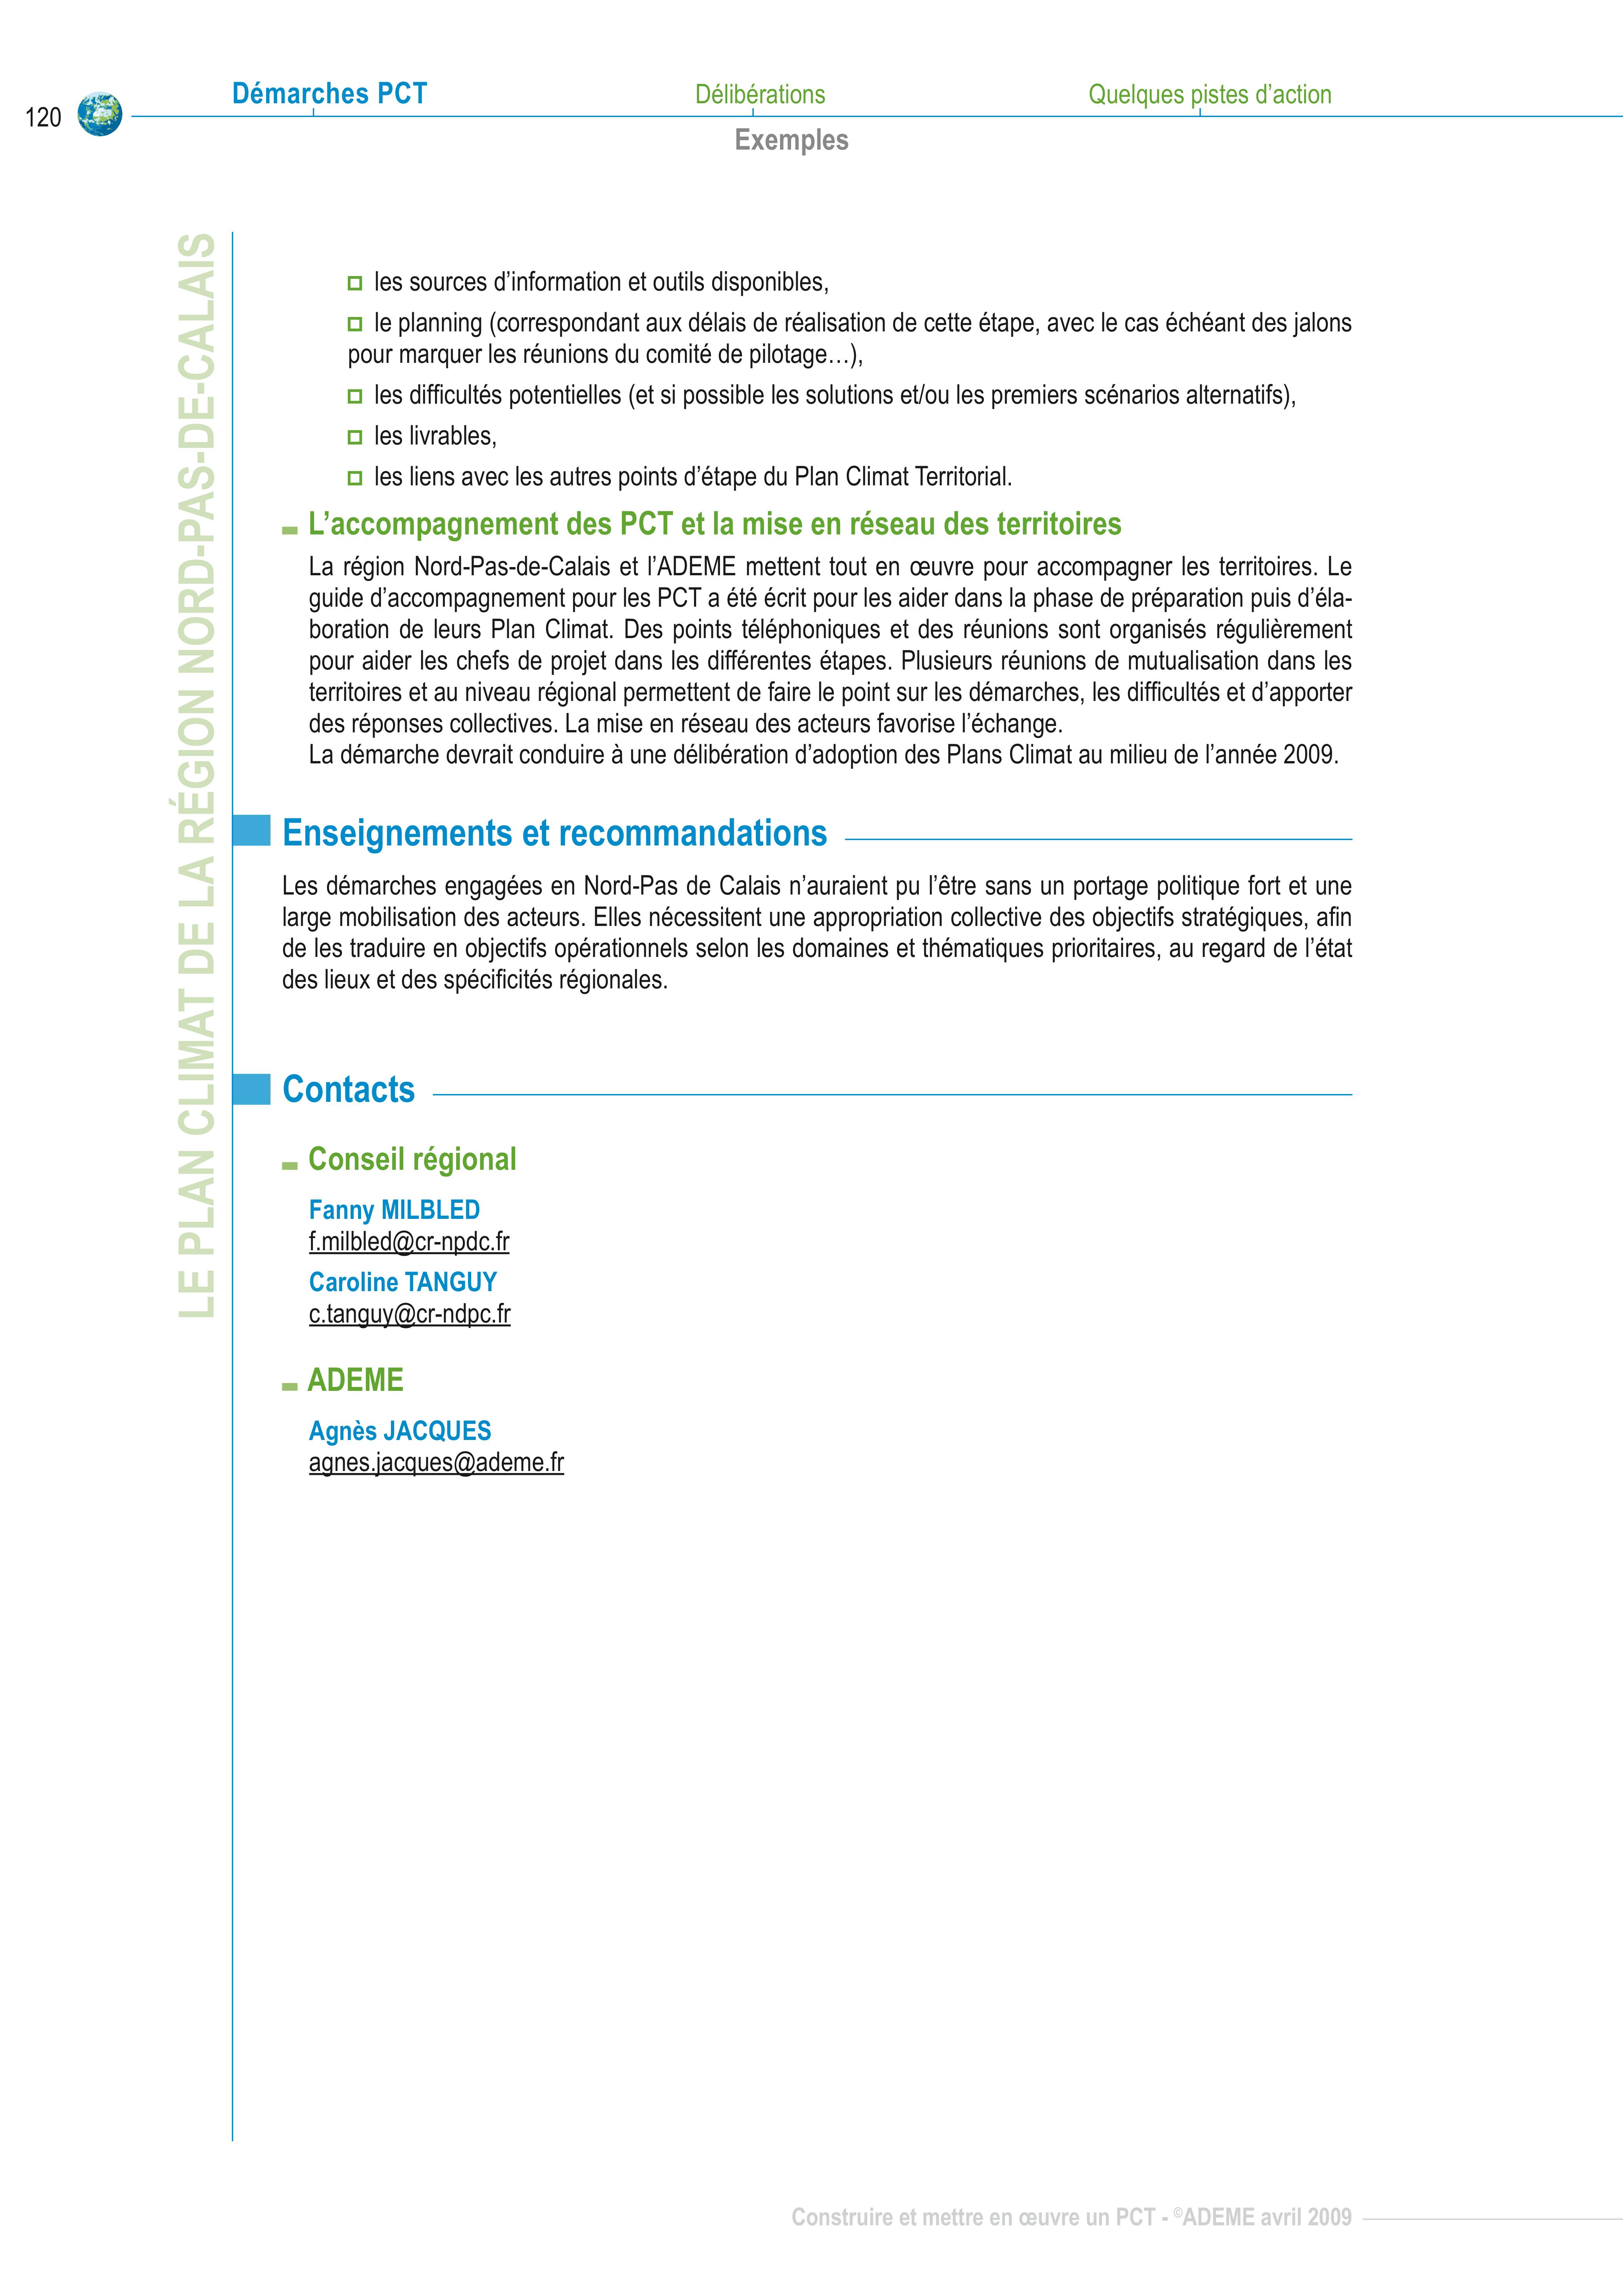 120
Démarches PCT
Délibérations
Quelques pistes d’action
Exemples
LE PLAN CLIMAT DE LA RÉGION NORD-PAS-DE-CALAIS
les sources d’information et outils disponibles,
le planning (correspondant aux délais de réalisation de cette étape, avec le cas échéant des jalons
pour marquer les réunions du comité de pilotage…),
les difficultés potentielles (et si possible les solutions et/ou les premiers scénarios alternatifs),
les livrables,
les liens avec les autres points d’étape du Plan Climat Territorial.
L’accompagnement des PCT et la mise en réseau des territoires
La région Nord-Pas-de-Calais et l’ADEME mettent tout en œuvre pour accompagner les territoires. Le
guide d’accompagnement pour les PCT a été écrit pour les aider dans la phase de préparation puis d’éla-
boration de leurs Plan Climat. Des points téléphoniques et des réunions sont organisés régulièrement
pour aider les chefs de projet dans les différentes étapes. Plusieurs réunions de mutualisation dans les
territoires et au niveau régional permettent de faire le point sur les démarches, les difficultés et d’apporter
des réponses collectives. La mise en réseau des acteurs favorise l’échange.
La démarche devrait conduire à une délibération d’adoption des Plans Climat au milieu de l’année 2009.
Enseignements et recommandations
Les démarches engagées en Nord-Pas de Calais n’auraient pu l’être sans un portage politique fort et une
large mobilisation des acteurs. Elles nécessitent une appropriation collective des objectifs stratégiques, afin
de les traduire en objectifs opérationnels selon les domaines et thématiques prioritaires, au regard de l’état
des lieux et des spécificités régionales.
Contacts
Conseil régional
Fanny MILBLED
f.milbled@cr-npdc.fr
Caroline TANGUY
c.tanguy@cr-ndpc.fr
ADEME
Agnès JACQUES
agnes.jacques@ademe.fr
Construire et mettre en œuvre un PCT - ©ADEME avril 2009